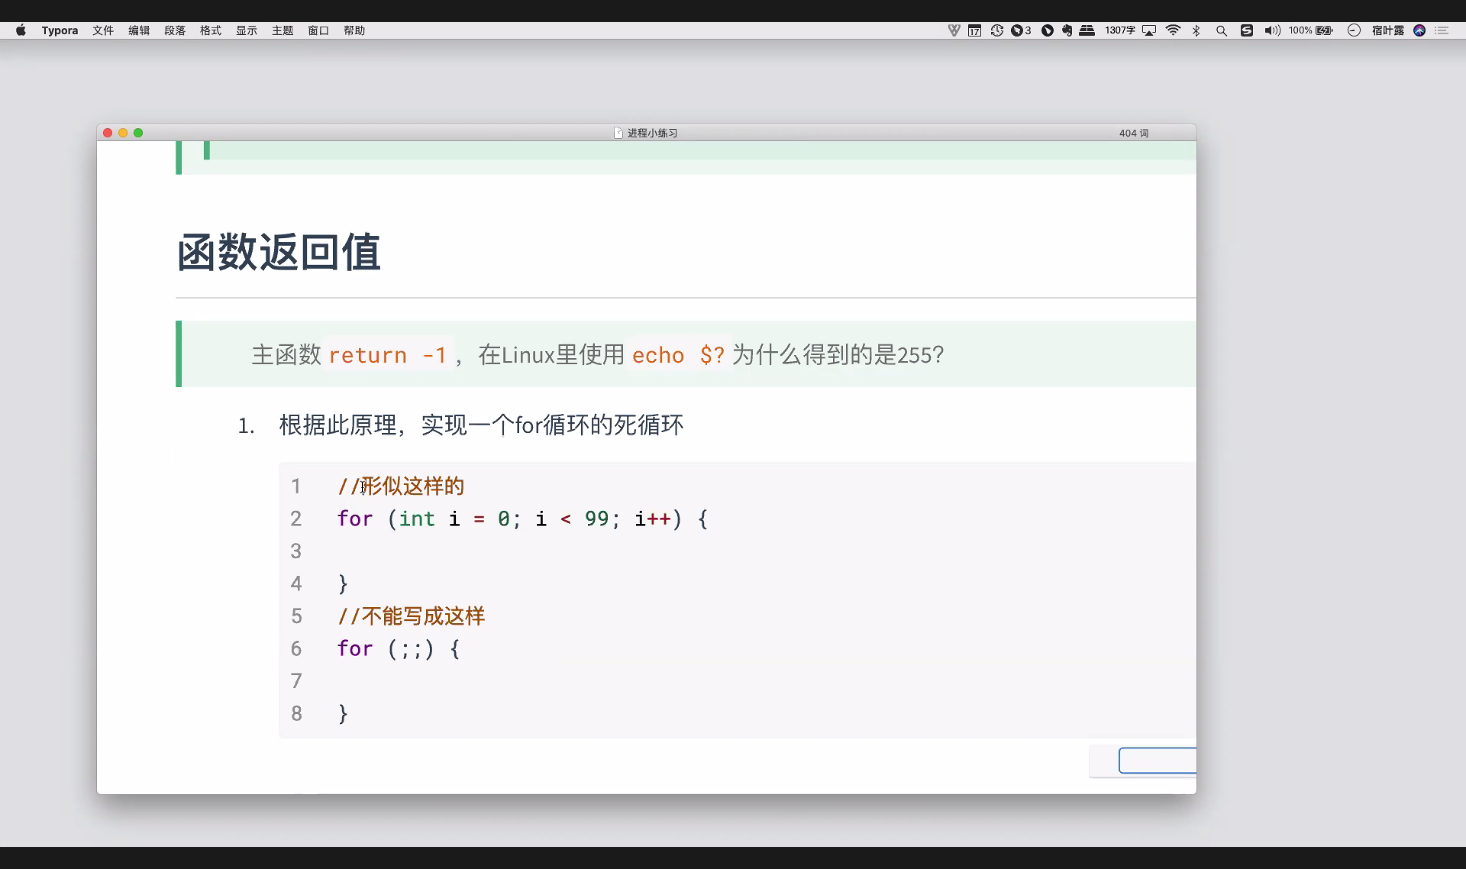 Typora 文件 编辑 段落 格式 显示 主题 窗口 帮助
17 3 1307字 100% 宿叶露
进程小练习 404 词
函数返回值
主函数 return -1, 在Linux里使用 echo $? 为什么得到的是255?
1. 根据此原理，实现一个for循环的死循环
1 //形似这样的
2 for (int i = 0; i < 99; i++) {
3
4 }
5 //不能写成这样
6 for (;;) {
7
8 }